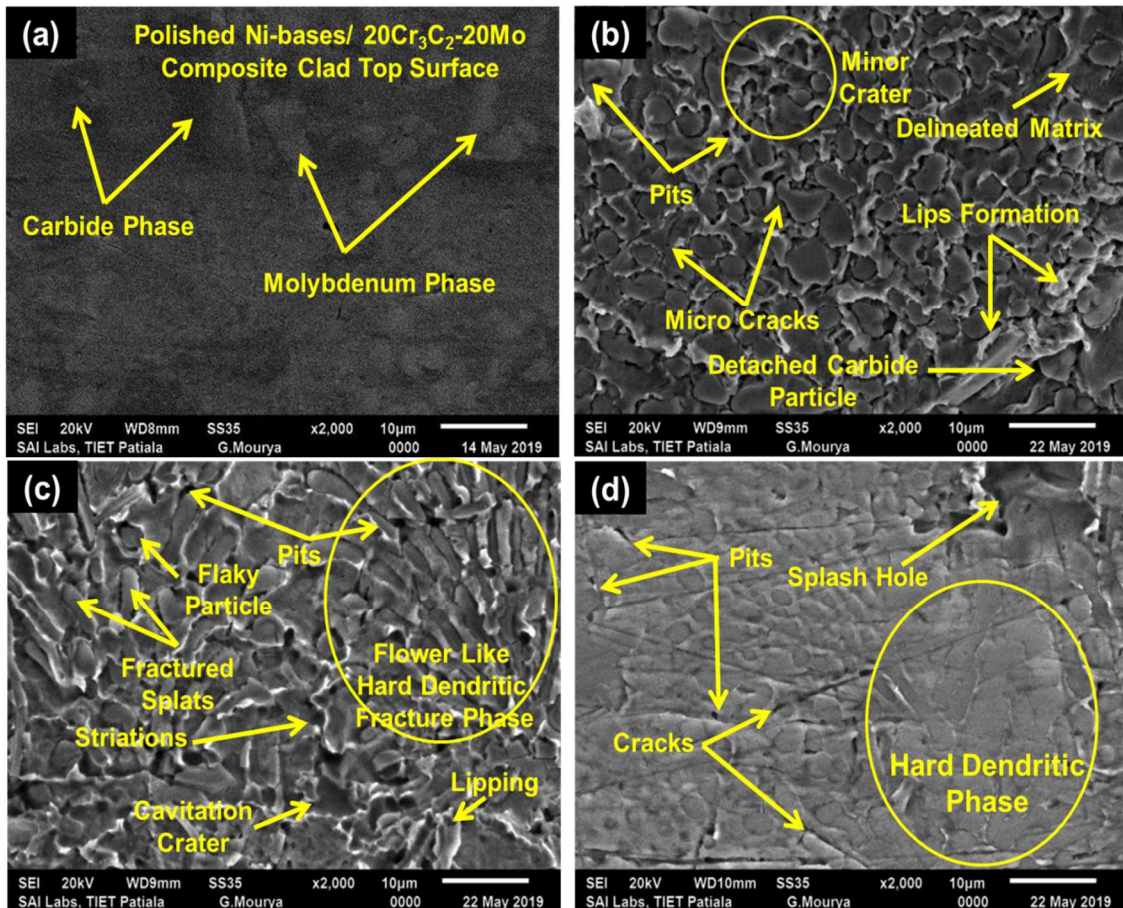 (a)
Polished Ni-bases/ 20Cr₃C₂-20Mo
Composite Clad Top Surface
Carbide Phase
Molybdenum Phase
SEI 20kV WD8mm SS35 x2,000 10µm
SAI Labs, TIET Patiala G.Mourya 0000 14 May 2019
(b)
Minor
Crater
Delineated Matrix
Pits
Lips Formation
Micro Cracks
Detached Carbide
Particle
SEI 20kV WD9mm SS35 x2,000 10µm
SAI Labs, TIET Patiala G.Mourya 0000 22 May 2019
(c)
Pits
Flaky
Particle
Fractured
Splats
Flower Like
Hard Dendritic
Fracture Phase
Striations
Lipping
Cavitation
Crater
SEI 20kV WD9mm SS35 x2,000 10µm
SAI Labs, TIET Patiala G.Mourya 0000 22 May 2019
(d)
Pits
Splash Hole
Cracks
Hard Dendritic
Phase
SEI 20kV WD10mm SS35 x2,000 10µm
SAI Labs, TIET Patiala G.Mourya 0000 22 May 2019